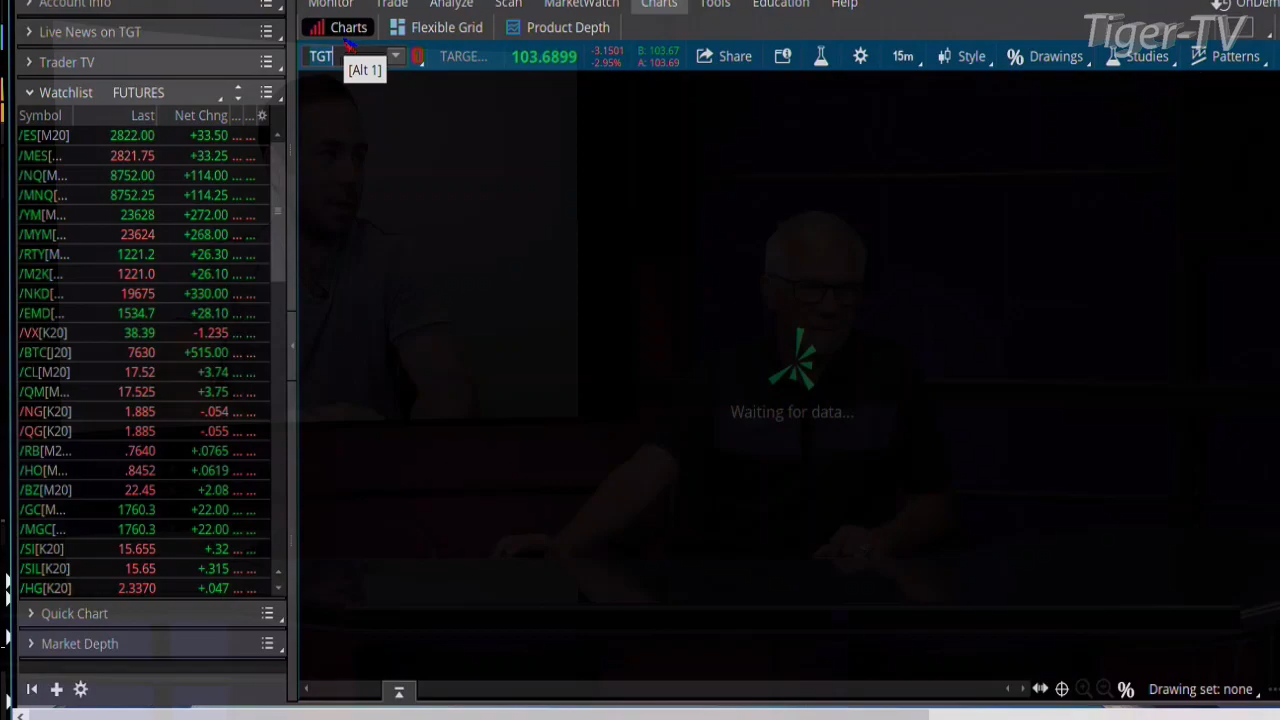 Account Info
Monitor Trade Analyze Scan MarketWatch Charts Tools Education Help OnDem
Live News on TGT
Charts Flexible Grid Product Depth
Tiger-TV
Trader TV
TGT TARGE... 103.6899 -3.1501 B: 103.67 Share 15m Style Drawings Studies Patterns
-2.95% A: 103.69
[Alt 1]
Watchlist FUTURES
Symbol Last Net Chng ... ...
/ES[M20] 2822.00 +33.50 ... ...
/MES[... 2821.75 +33.25 ... ...
/NQ[M... 8752.00 +114.00 ... ...
/MNQ[... 8752.25 +114.25 ... ...
/YM[M... 23628 +272.00 ... ...
/MYM[... 23624 +268.00 ... ...
/RTY[M... 1221.2 +26.30 ... ...
/M2K[... 1221.0 +26.10 ... ...
/NKD[... 19675 +330.00 ... ...
/EMD[... 1534.7 +28.10 ... ...
/VX[K20] 38.39 -1.235 ... ...
/BTC[J20] 7630 +515.00 ... ...
/CL[M20] 17.52 +3.74 ... ...
/QM[M... 17.525 +3.75 ... ...
/NG[K20] 1.885 -.054 ... ...
/QG[K20] 1.885 -.055 ... ...
/RB[M2... .7640 +.0765 ... ...
/HO[M... .8452 +.0619 ... ...
/BZ[M20] 22.45 +2.08 ... ...
/GC[M... 1760.3 +22.00 ... ...
/MGC[... 1760.3 +22.00 ... ...
/SI[K20] 15.655 +.32 ... ...
/SIL[K20] 15.65 +.315 ... ...
/HG[K20] 2.3370 +.047 ... ...
Waiting for data...
Quick Chart
Market Depth
Drawing set: none